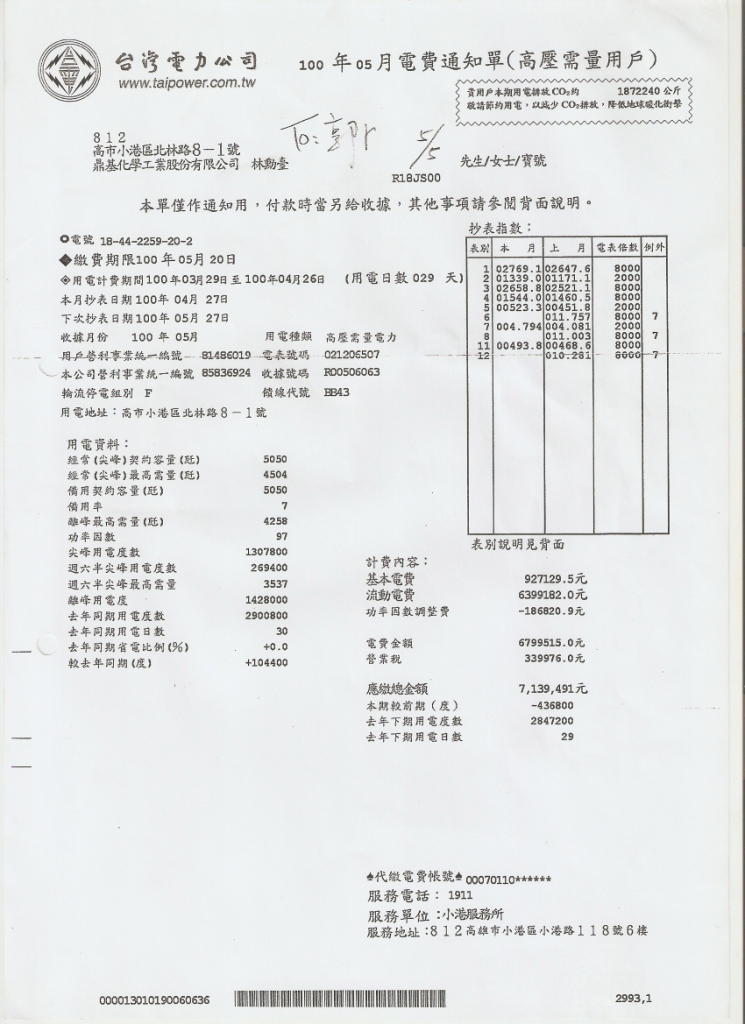 台灣電力公司
www.taipower.com.tw
100 年 05 月 電費通知單(高壓需量用戶)
貴用戶本期用電排放CO₂約 1872240 公斤
敬請節約用電，以減少CO₂排放，降低地球暖化衝擊
To: 郭 5/5
812
高市小港區北林路8－1號
鼎基化學工業股份有限公司 林勳臺 先生/女士/寶號
R18JS00
本單僅作通知用，付款時當另給收據，其他事項請參閱背面說明。
電號 18-44-2259-20-2
◆繳費期限100 年 05 月 20 日
◈用電計費期間100 年 03 月 29 日 至 100 年 04 月 26 日 (用電日數 029 天)
本月抄表日期 100 年 04 月 27日
下次抄表日期 100 年 05 月 27日
收據月份 100 年 05月 用電種類 高壓需量電力
用戶營利事業統一編號 81486019 電表號碼 021206507
本公司營利事業統一編號 85836924 收據號碼 R00506063
輪流停電組別 F 饋線代號 BB43
用電地址：高市小港區北林路8－1號
抄表指數：
表別 本 月 上 月 電表倍數 例外
1 02769.1 02647.6 8000
2 01339.0 01171.1 2000
3 02658.8 02521.1 8000
4 01544.0 01460.5 8000
5 00523.3 00451.8 2000
6 011.757 8000 7
7 004.794 004.081 2000
8 011.003 8000 7
11 00493.8 00468.6 8000
12 010.281 8000 7
表別說明見背面
用電資料：
經常(尖峰)契約容量(瓩) 5050
經常(尖峰)最高需量(瓩) 4504
備用契約容量(瓩) 5050
備用率 7
離峰最高需量(瓩) 4258
功率因數 97
尖峰用電度數 1307800
週六半尖峰用電度數 269400
週六半尖峰最高需量 3537
離峰用電度 1428000
去年同期用電度數 2900800
去年同期用電日數 30
去年同期省電比例(%) +0.0
較去年同期(度) +104400
計費內容：
基本電費 927129.5元
流動電費 6399182.0元
功率因數調整費 -186820.9元
電費金額 6799515.0元
營業稅 339976.0元
應繳總金額 7,139,491元
本期較前期（度） -436800
去年下期用電度數 2847200
去年下期用電日數 29
♠代繳電費帳號♠ 00070110******
服務電話： 1911
服務單位：小港服務所
服務地址：812高雄市小港區小港路118號6樓
000013010190060636
2993,1